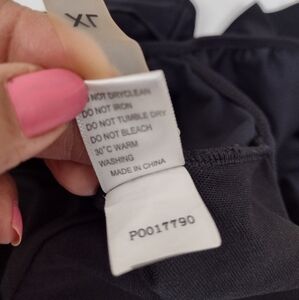 XL
DO NOT DRYCLEAN
DO NOT IRON
DO NOT TUMBLE DRY
DO NOT BLEACH
30°C WARM
WASHING
MADE IN CHINA
PO017790